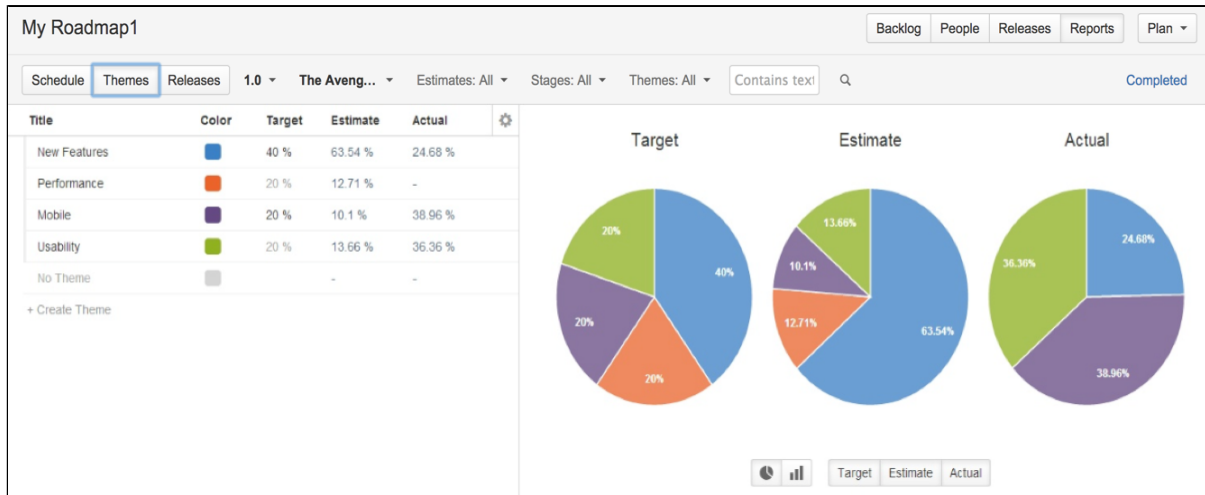 My Roadmap1
Backlog People Releases Reports Plan
Schedule Themes Releases 1.0 The Aveng... Estimates: All Stages: All Themes: All Contains text Completed
Title Color Target Estimate Actual
New Features 40 % 63.54 % 24.68 %
Performance 20 % 12.71 % -
Mobile 20 % 10.1 % 38.96 %
Usability 20 % 13.66 % 36.36 %
No Theme - -
+ Create Theme
Target Estimate Actual
20% 40% 20% 20%
13.66% 10.1% 12.71% 63.54%
24.68% 36.36% 38.96%
Target Estimate Actual